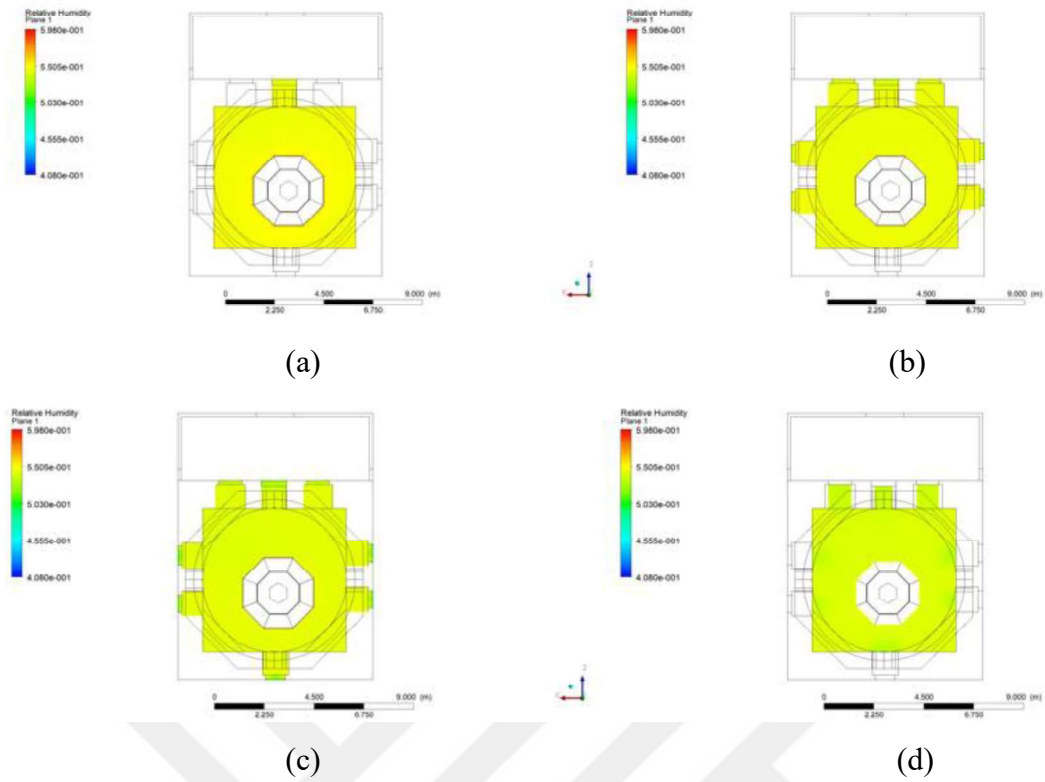 Relative Humidity
Plane 1
5.980e-001
5.505e-001
5.030e-001
4.555e-001
4.080e-001
0 4.500 9.000 (m)
2.250 6.750
(a)
Relative Humidity
Plane 1
5.980e-001
5.505e-001
5.030e-001
4.555e-001
4.080e-001
Z
X
0 4.500 9.000 (m)
2.250 6.750
(b)
Relative Humidity
Plane 1
5.980e-001
5.505e-001
5.030e-001
4.555e-001
4.080e-001
0 4.500 9.000 (m)
2.250 6.750
(c)
Relative Humidity
Plane 1
5.980e-001
5.505e-001
5.030e-001
4.555e-001
4.080e-001
Z
X
0 4.500 9.000 (m)
2.250 6.750
(d)